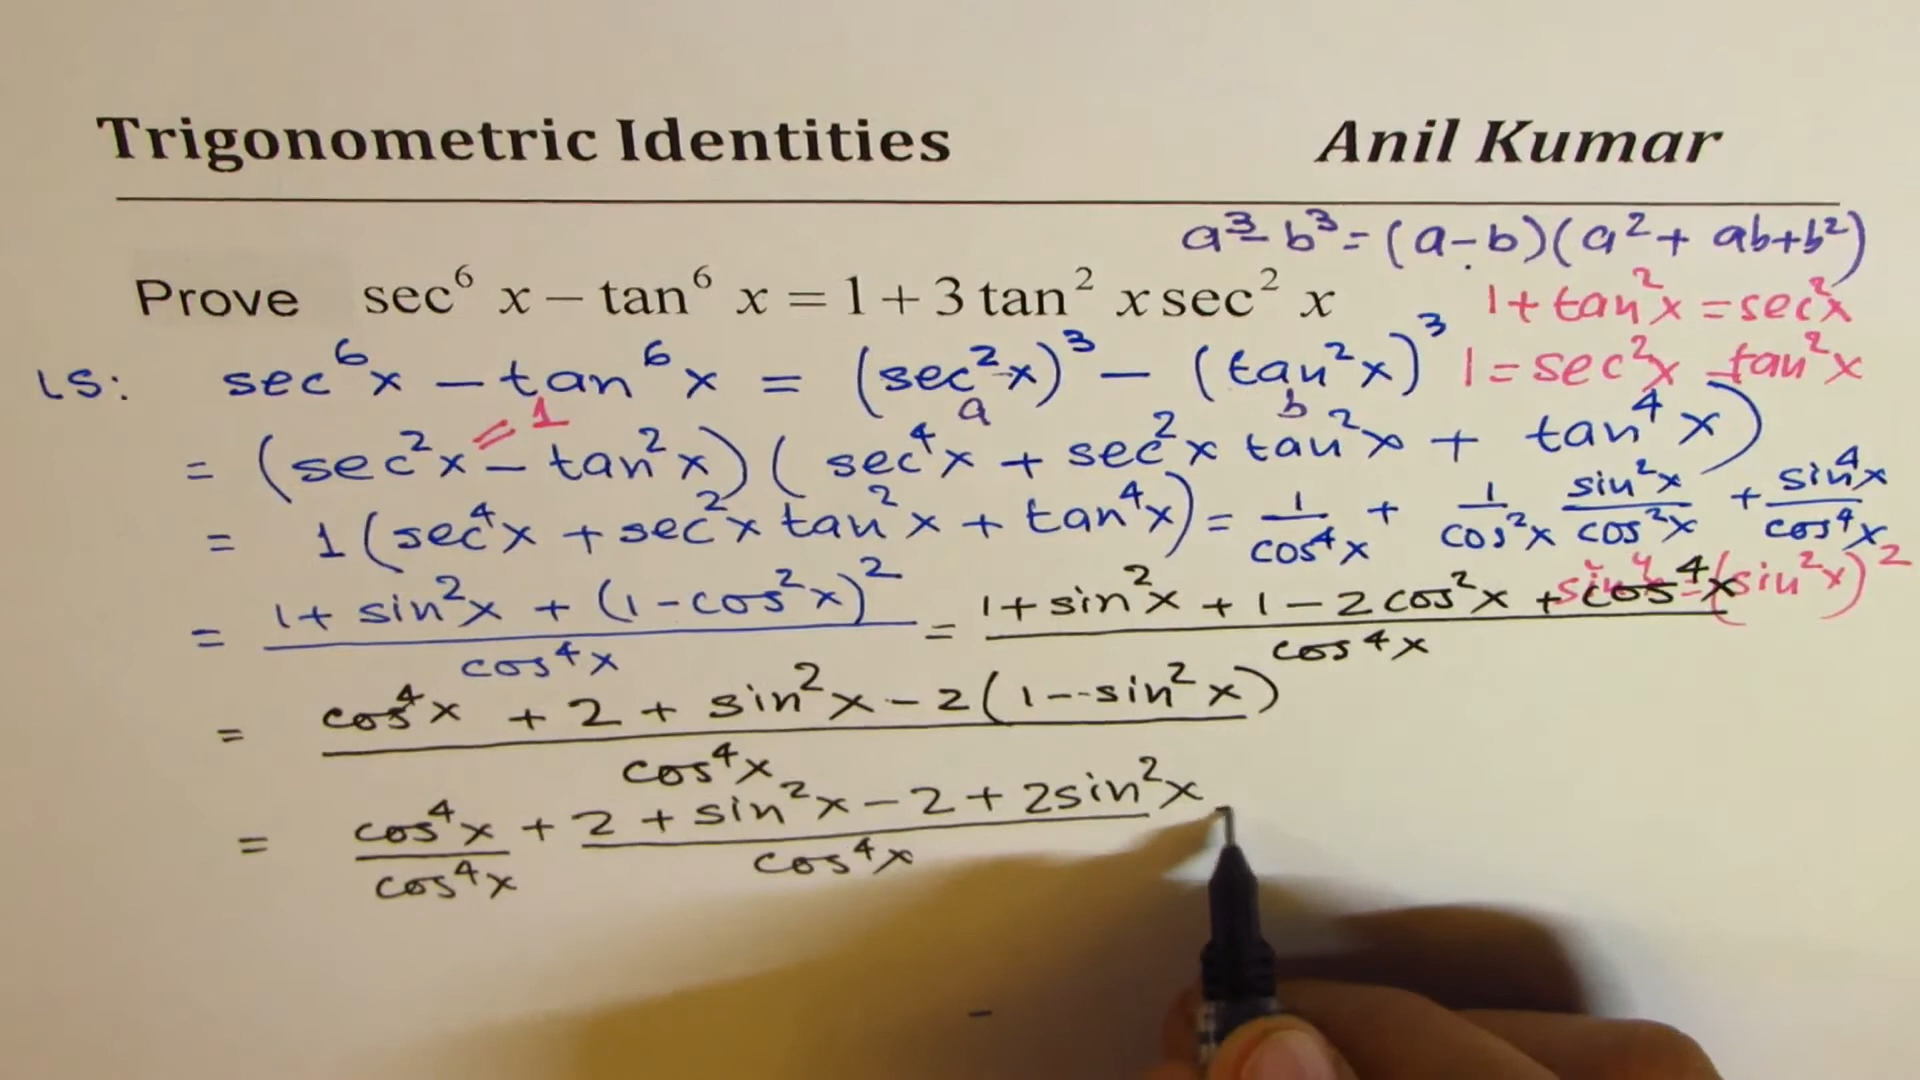 Trigonometric Identities Anil Kumar
a³ - b³ = (a-b)(a² + ab+b²)
Prove sec⁶ x − tan⁶ x = 1 + 3 tan² x sec² x
1+ tan²x = sec²x
LS: sec⁶x - tan⁶x = (sec²x)³ - (tan²x)³
1 = sec²x - tan²x
a b
= 1
= (sec²x - tan²x) ( sec⁴x + sec²x tan²x + tan⁴x )
= 1 (sec⁴x + sec²x tan²x + tan⁴x) = 1/cos⁴x + 1/cos²x sin²x/cos²x + sin⁴x/cos⁴x
sin⁴x = (sin²x)²
= (1 + sin²x + (1-cos²x)²)/cos⁴x = (1+sin²x + 1 - 2cos²x + cos⁴x)/cos⁴x
= (cos⁴x + 2 + sin²x - 2(1-sin²x))/cos⁴x
= cos⁴x/cos⁴x + (2 + sin²x - 2 + 2sin²x)/cos⁴x